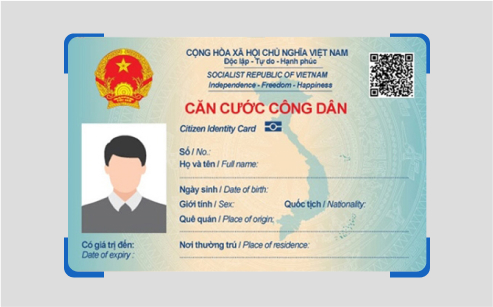 CỘNG HÒA XÃ HỘI CHỦ NGHĨA VIỆT NAM
Độc lập - Tự do - Hạnh phúc
SOCIALIST REPUBLIC OF VIETNAM
Independence - Freedom - Happiness
CĂN CƯỚC CÔNG DÂN
Citizen Identity Card
Số / No.:
Họ và tên / Full name:
Ngày sinh / Date of birth:
Giới tính / Sex: Quốc tịch / Nationality:
Quê quán / Place of origin:
Có giá trị đến: Nơi thường trú / Place of residence:
Date of expiry :